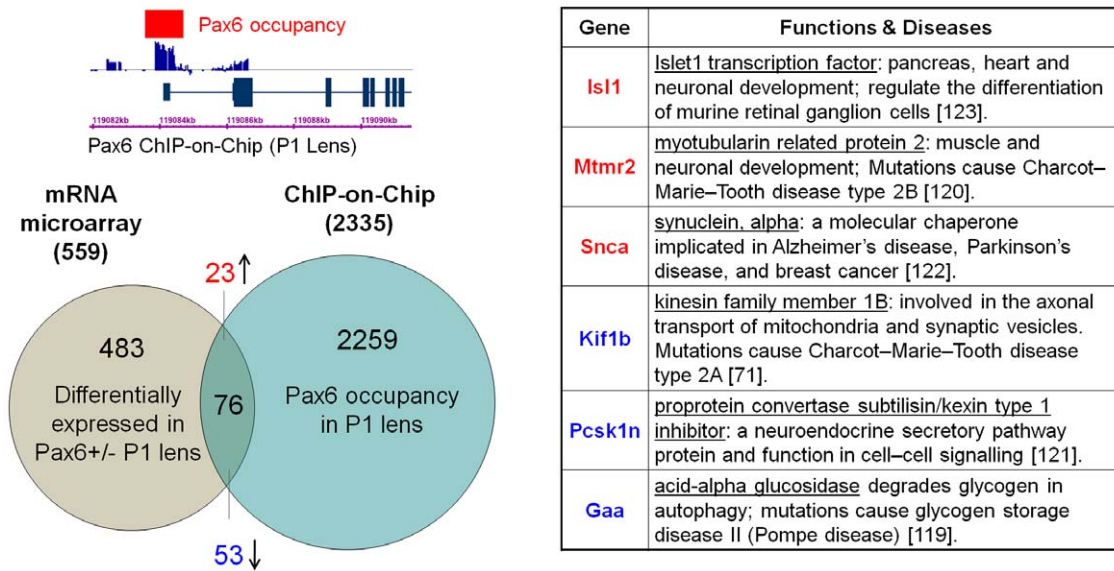 Pax6 occupancy
119082kb 119084kb 119086kb 119088kb 119090kb
Pax6 ChIP-on-Chip (P1 Lens)
mRNA
microarray
(559)
ChIP-on-Chip
(2335)
23
483
Differentially
expressed in
Pax6+/- P1 lens
76
2259
Pax6 occupancy
in P1 lens
53
Gene Functions & Diseases
Isl1
Islet1 transcription factor: pancreas, heart and
neuronal development; regulate the differentiation
of murine retinal ganglion cells [123].
Mtmr2
myotubularin related protein 2: muscle and
neuronal development; Mutations cause Charcot–
Marie–Tooth disease type 2B [120].
Snca
synuclein, alpha: a molecular chaperone
implicated in Alzheimer's disease, Parkinson's
disease, and breast cancer [122].
Kif1b
kinesin family member 1B: involved in the axonal
transport of mitochondria and synaptic vesicles.
Mutations cause Charcot–Marie–Tooth disease
type 2A [71].
Pcsk1n
proprotein convertase subtilisin/kexin type 1
inhibitor: a neuroendocrine secretory pathway
protein and function in cell–cell signalling [121].
Gaa
acid-alpha glucosidase degrades glycogen in
autophagy; mutations cause glycogen storage
disease II (Pompe disease) [119].